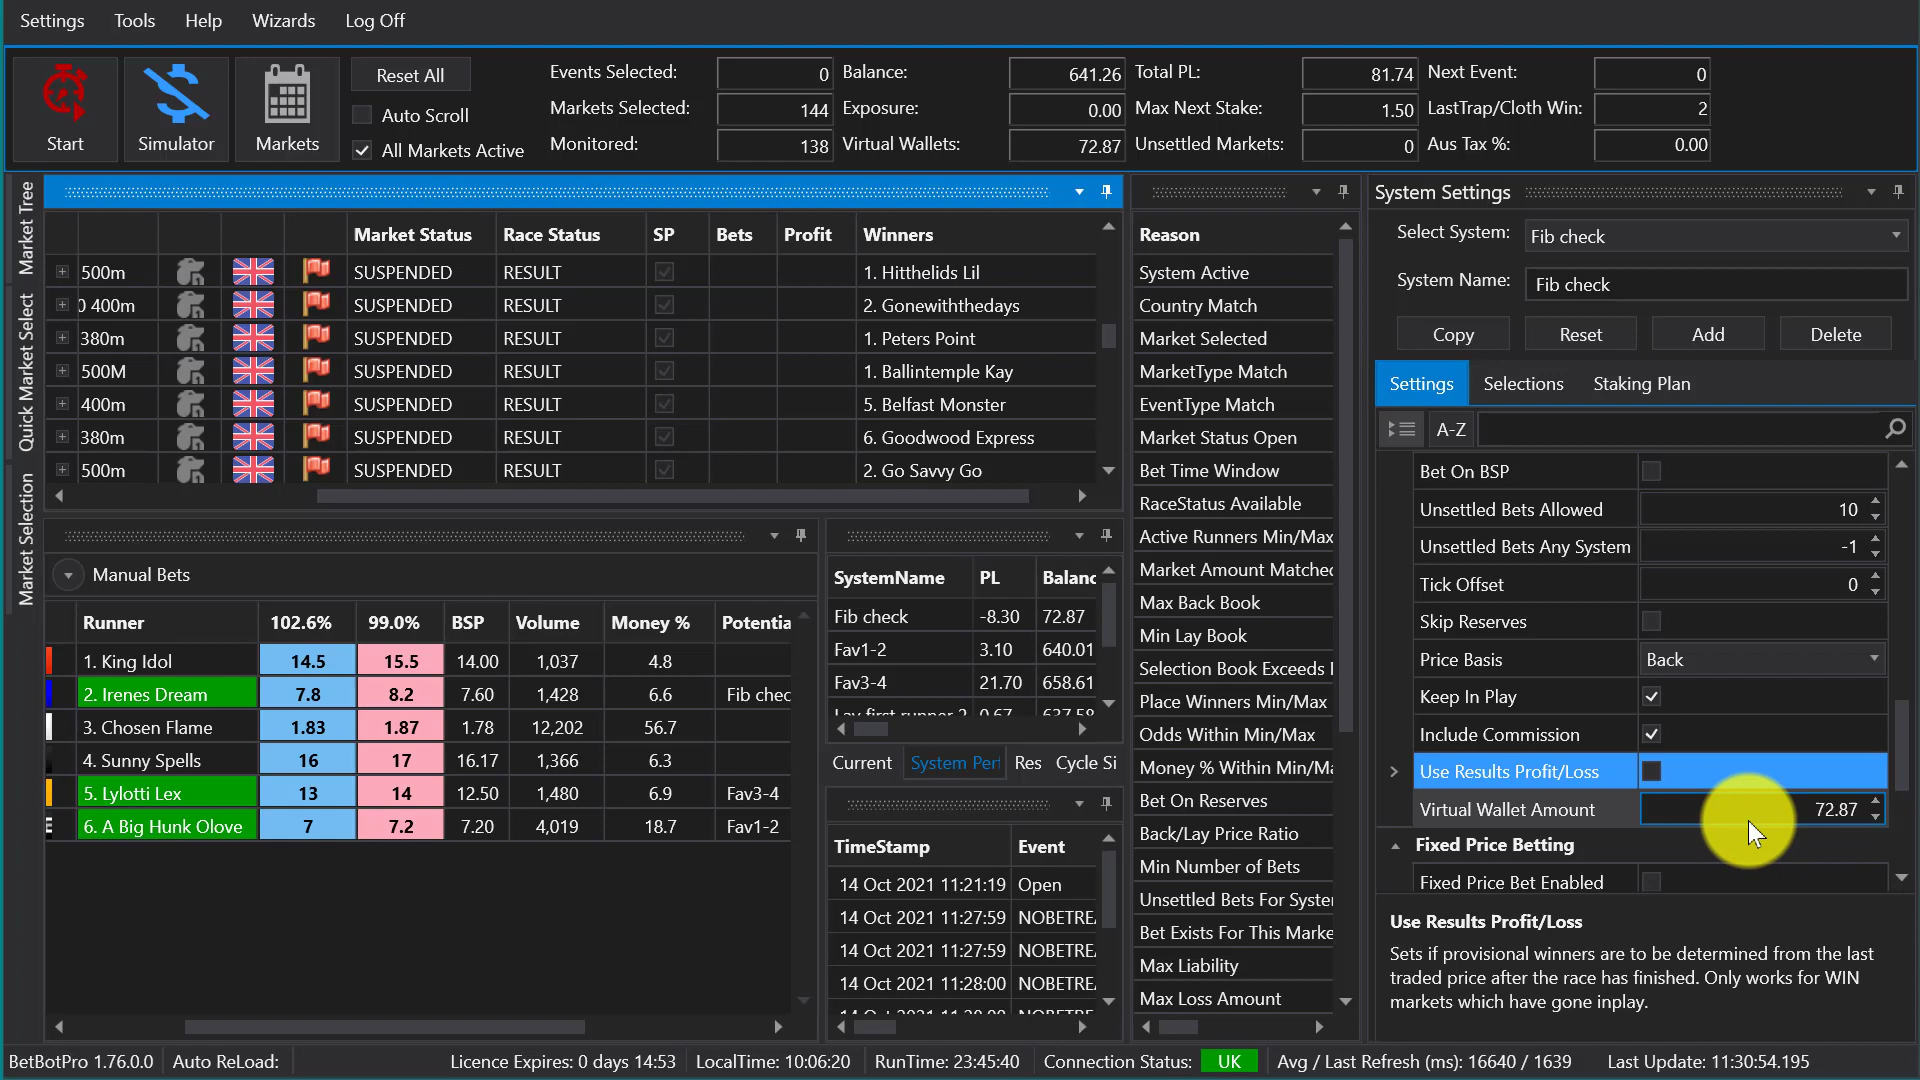 Settings Tools Help Wizards Log Off
Start
Simulator
Markets
Reset All
Auto Scroll
All Markets Active
Events Selected: 0
Markets Selected: 144
Monitored: 138
Balance: 641.26
Exposure: 0.00
Virtual Wallets: 72.87
Total PL: 81.74
Max Next Stake: 1.50
Unsettled Markets: 0
Next Event: 0
LastTrap/Cloth Win: 2
Aus Tax %: 0.00
Market Tree
Quick Market Select
Market Selection
Market Status Race Status SP Bets Profit Winners
500m SUSPENDED RESULT 1. Hitthelids Lil
0 400m SUSPENDED RESULT 2. Gonewiththedays
380m SUSPENDED RESULT 1. Peters Point
500M SUSPENDED RESULT 1. Ballintemple Kay
400m SUSPENDED RESULT 5. Belfast Monster
380m SUSPENDED RESULT 6. Goodwood Express
500m SUSPENDED RESULT 2. Go Savvy Go
Manual Bets
Runner 102.6% 99.0% BSP Volume Money % Potentia
1. King Idol 14.5 15.5 14.00 1,037 4.8
2. Irenes Dream 7.8 8.2 7.60 1,428 6.6 Fib chec
3. Chosen Flame 1.83 1.87 1.78 12,202 56.7
4. Sunny Spells 16 17 16.17 1,366 6.3
5. Lylotti Lex 13 14 12.50 1,480 6.9 Fav3-4
6. A Big Hunk Olove 7 7.2 7.20 4,019 18.7 Fav1-2
SystemName PL Balanc
Fib check -8.30 72.87
Fav1-2 3.10 640.01
Fav3-4 21.70 658.61
Lay first runner 2 0.67 637.58
Current System Per Res Cycle Si
TimeStamp Event
14 Oct 2021 11:21:19 Open
14 Oct 2021 11:27:59 NOBETREA
14 Oct 2021 11:27:59 NOBETREA
14 Oct 2021 11:28:00 NOBETREA
Reason
System Active
Country Match
Market Selected
MarketType Match
EventType Match
Market Status Open
Bet Time Window
RaceStatus Available
Active Runners Min/Max
Market Amount Matched
Max Back Book
Min Lay Book
Selection Book Exceeds
Place Winners Min/Max
Odds Within Min/Max
Money % Within Min/Ma
Bet On Reserves
Back/Lay Price Ratio
Min Number of Bets
Unsettled Bets For Syster
Bet Exists For This Marke
Max Liability
Max Loss Amount
System Settings
Select System: Fib check
System Name: Fib check
Copy Reset Add Delete
Settings Selections Staking Plan
A-Z
Bet On BSP
Unsettled Bets Allowed 10
Unsettled Bets Any System -1
Tick Offset 0
Skip Reserves
Price Basis Back
Keep In Play
Include Commission
Use Results Profit/Loss
Virtual Wallet Amount 72.87
Fixed Price Betting
Fixed Price Bet Enabled
Use Results Profit/Loss
Sets if provisional winners are to be determined from the last
traded price after the race has finished. Only works for WIN
markets which have gone inplay.
BetBotPro 1.76.0.0 Auto ReLoad: Licence Expires: 0 days 14:53 LocalTime: 10:06:20 RunTime: 23:45:40 Connection Status: UK Avg / Last Refresh (ms): 16640 / 1639 Last Update: 11:30:54.195